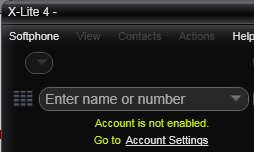 X-Lite 4 -
Softphone View Contacts Actions Help
Enter name or number
Account is not enabled.
Go to Account Settings